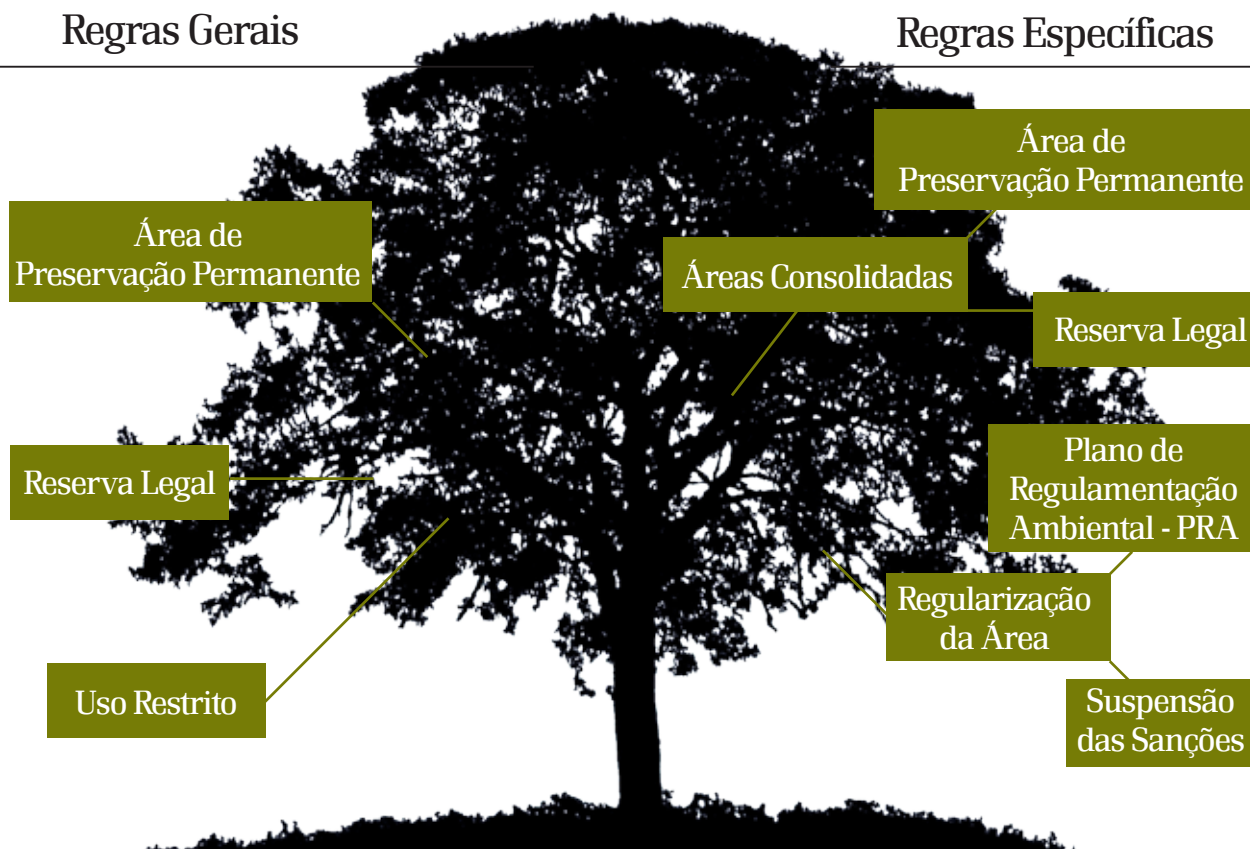 Regras Gerais
Regras Específicas
Área de
Preservação Permanente
Reserva Legal
Uso Restrito
Área de
Preservação Permanente
Áreas Consolidadas
Reserva Legal
Plano de
Regulamentação
Ambiental - PRA
Regularização
da Área
Suspensão
das Sanções